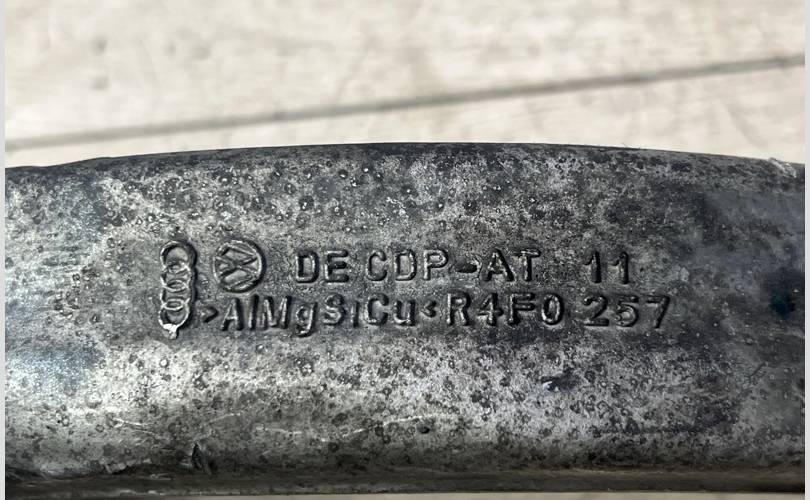 DE CDP-AT 11
>AlMgSiCu< R4F0 257